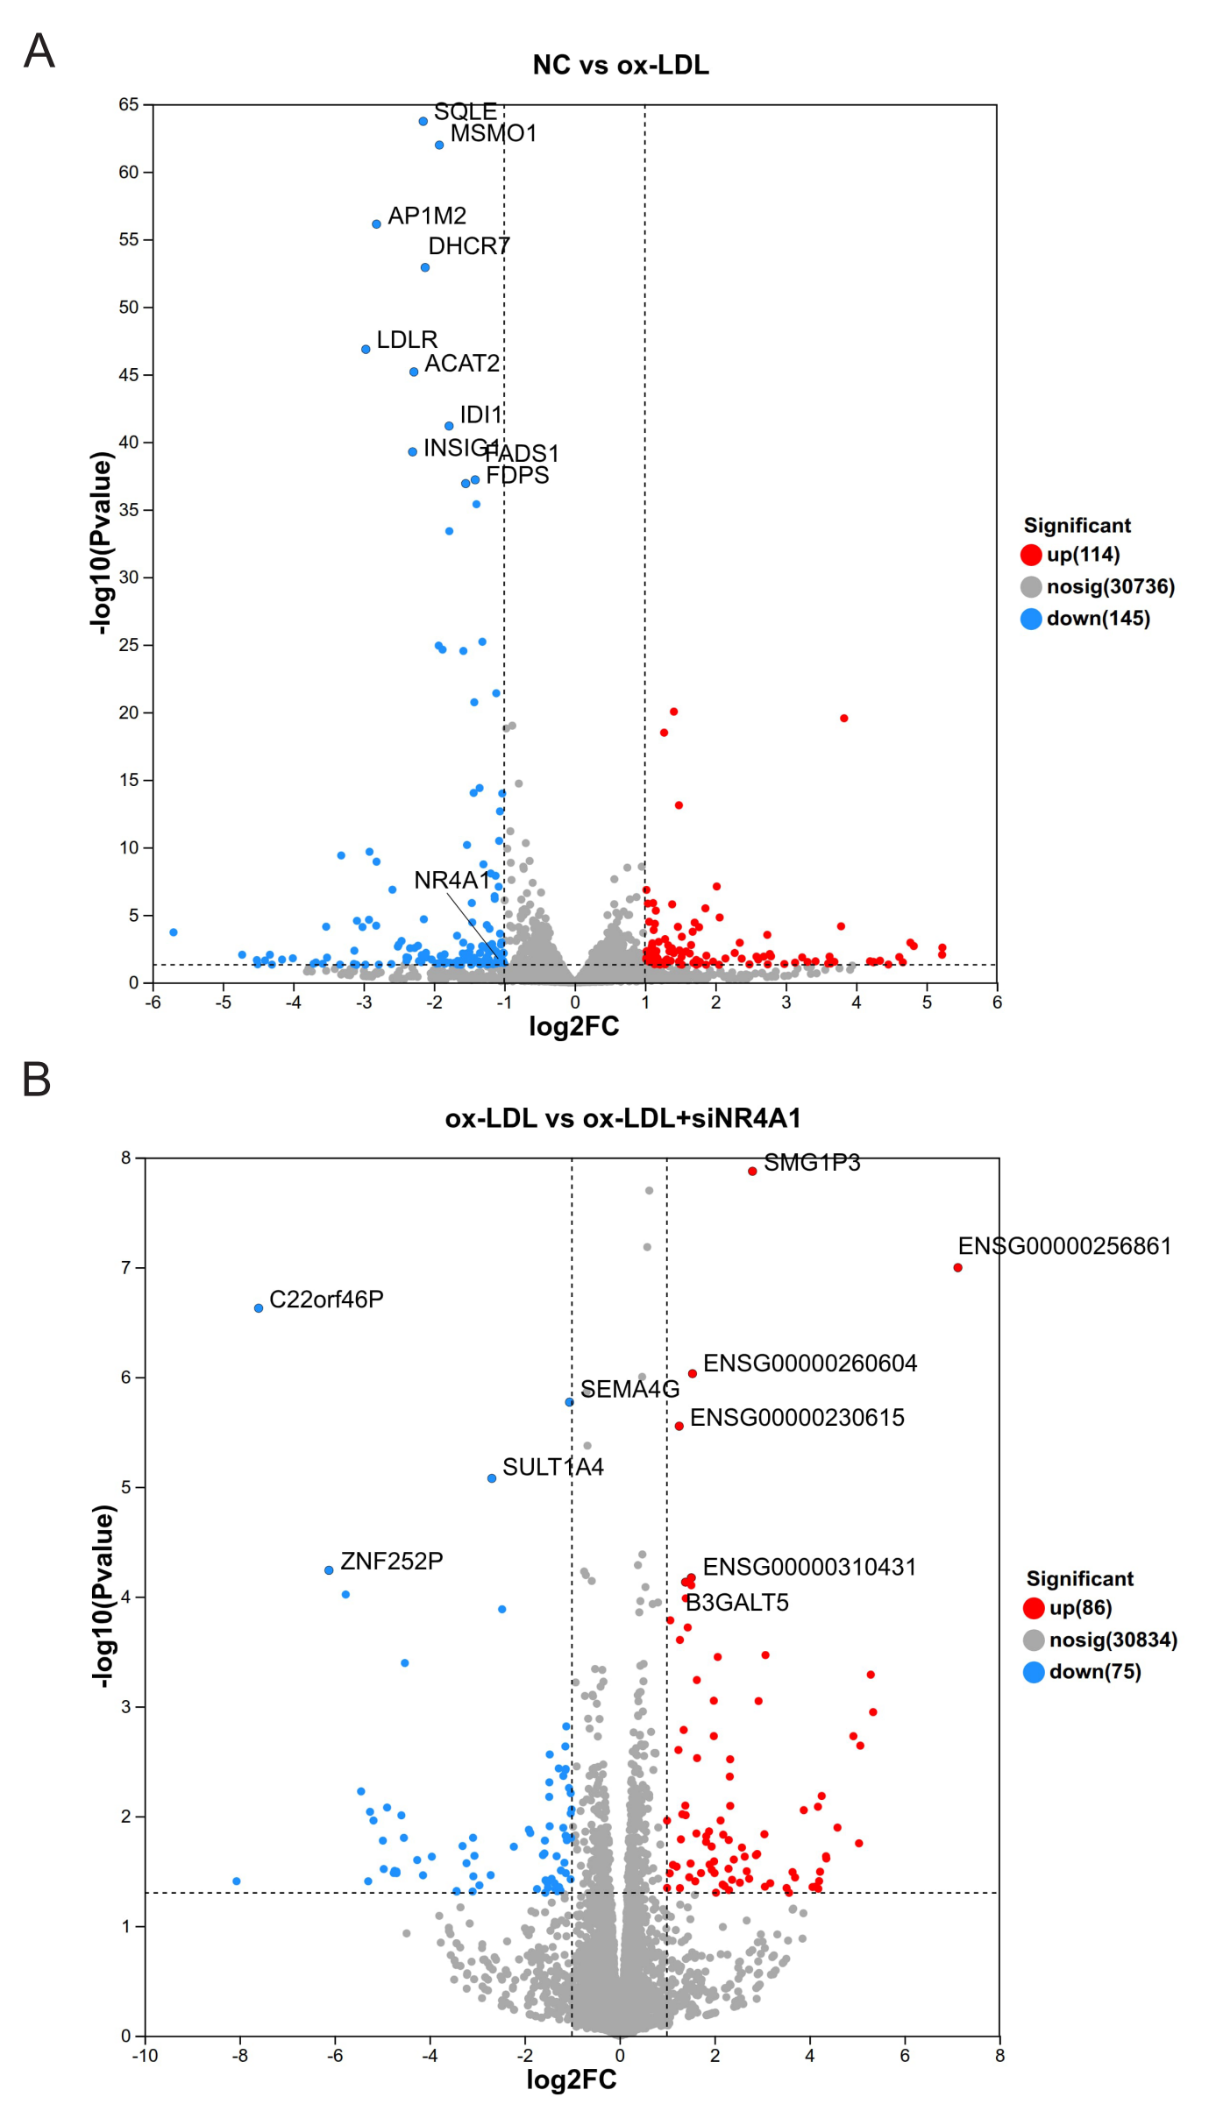 A
NC vs ox-LDL
65
60
55
50
45
40
35
30
25
20
15
10
5
0
-log10(Pvalue)
SQLE
MSMO1
AP1M2
DHCR7
LDLR
ACAT2
IDI1
INSIG1
FADS1
FDPS
NR4A1
Significant
up(114)
nosig(30736)
down(145)
-6 -5 -4 -3 -2 -1 0 1 2 3 4 5 6
log2FC
B
ox-LDL vs ox-LDL+siNR4A1
8
7
6
5
4
3
2
1
0
-log10(Pvalue)
SMG1P3
ENSG00000256861
C22orf46P
ENSG00000260604
SEMA4G
ENSG00000230615
SULT1A4
ZNF252P
ENSG00000310431
B3GALT5
Significant
up(86)
nosig(30834)
down(75)
-10 -8 -6 -4 -2 0 2 4 6 8
log2FC